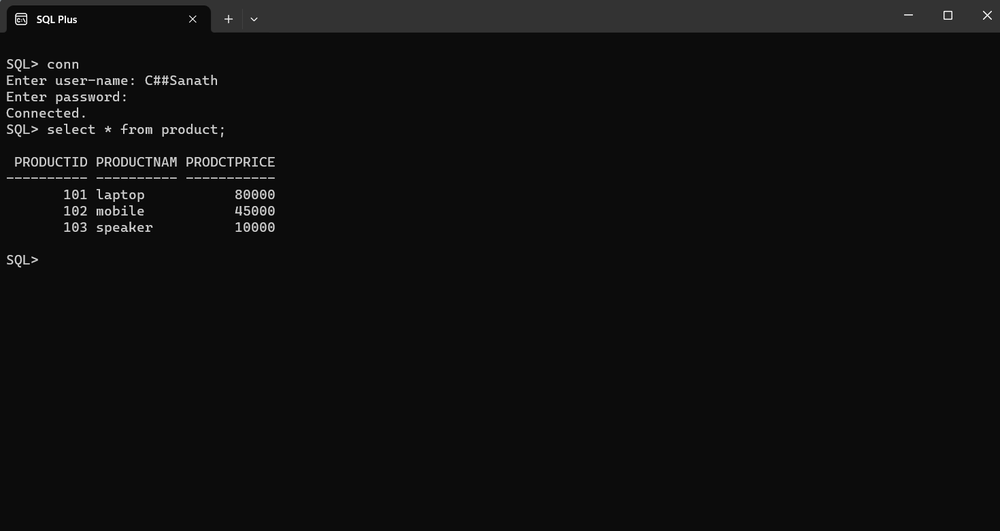 SQL Plus
SQL> conn
Enter user-name: C##Sanath
Enter password:
Connected.
SQL> select * from product;
 PRODUCTID PRODUCTNAM PRODCTPRICE
---------- ---------- -----------
       101 laptop           80000
       102 mobile           45000
       103 speaker          10000
SQL>